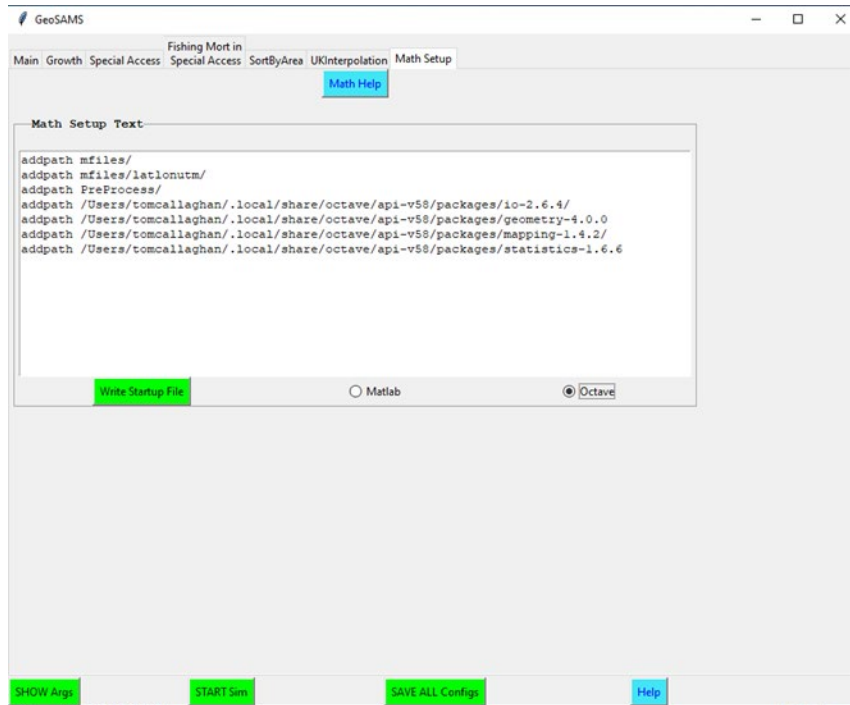 GeoSAMS
Fishing Mort in
Main Growth Special Access Special Access SortByArea UKInterpolation Math Setup
Math Help
Math Setup Text
addpath mfiles/
addpath mfiles/latlonutm/
addpath PreProcess/
addpath /Users/tomcallaghan/.local/share/octave/api-v58/packages/io-2.6.4/
addpath /Users/tomcallaghan/.local/share/octave/api-v58/packages/geometry-4.0.0
addpath /Users/tomcallaghan/.local/share/octave/api-v58/packages/mapping-1.4.2/
addpath /Users/tomcallaghan/.local/share/octave/api-v58/packages/statistics-1.6.6
Write Startup File Matlab Octave
SHOW Args START Sim SAVE ALL Configs Help